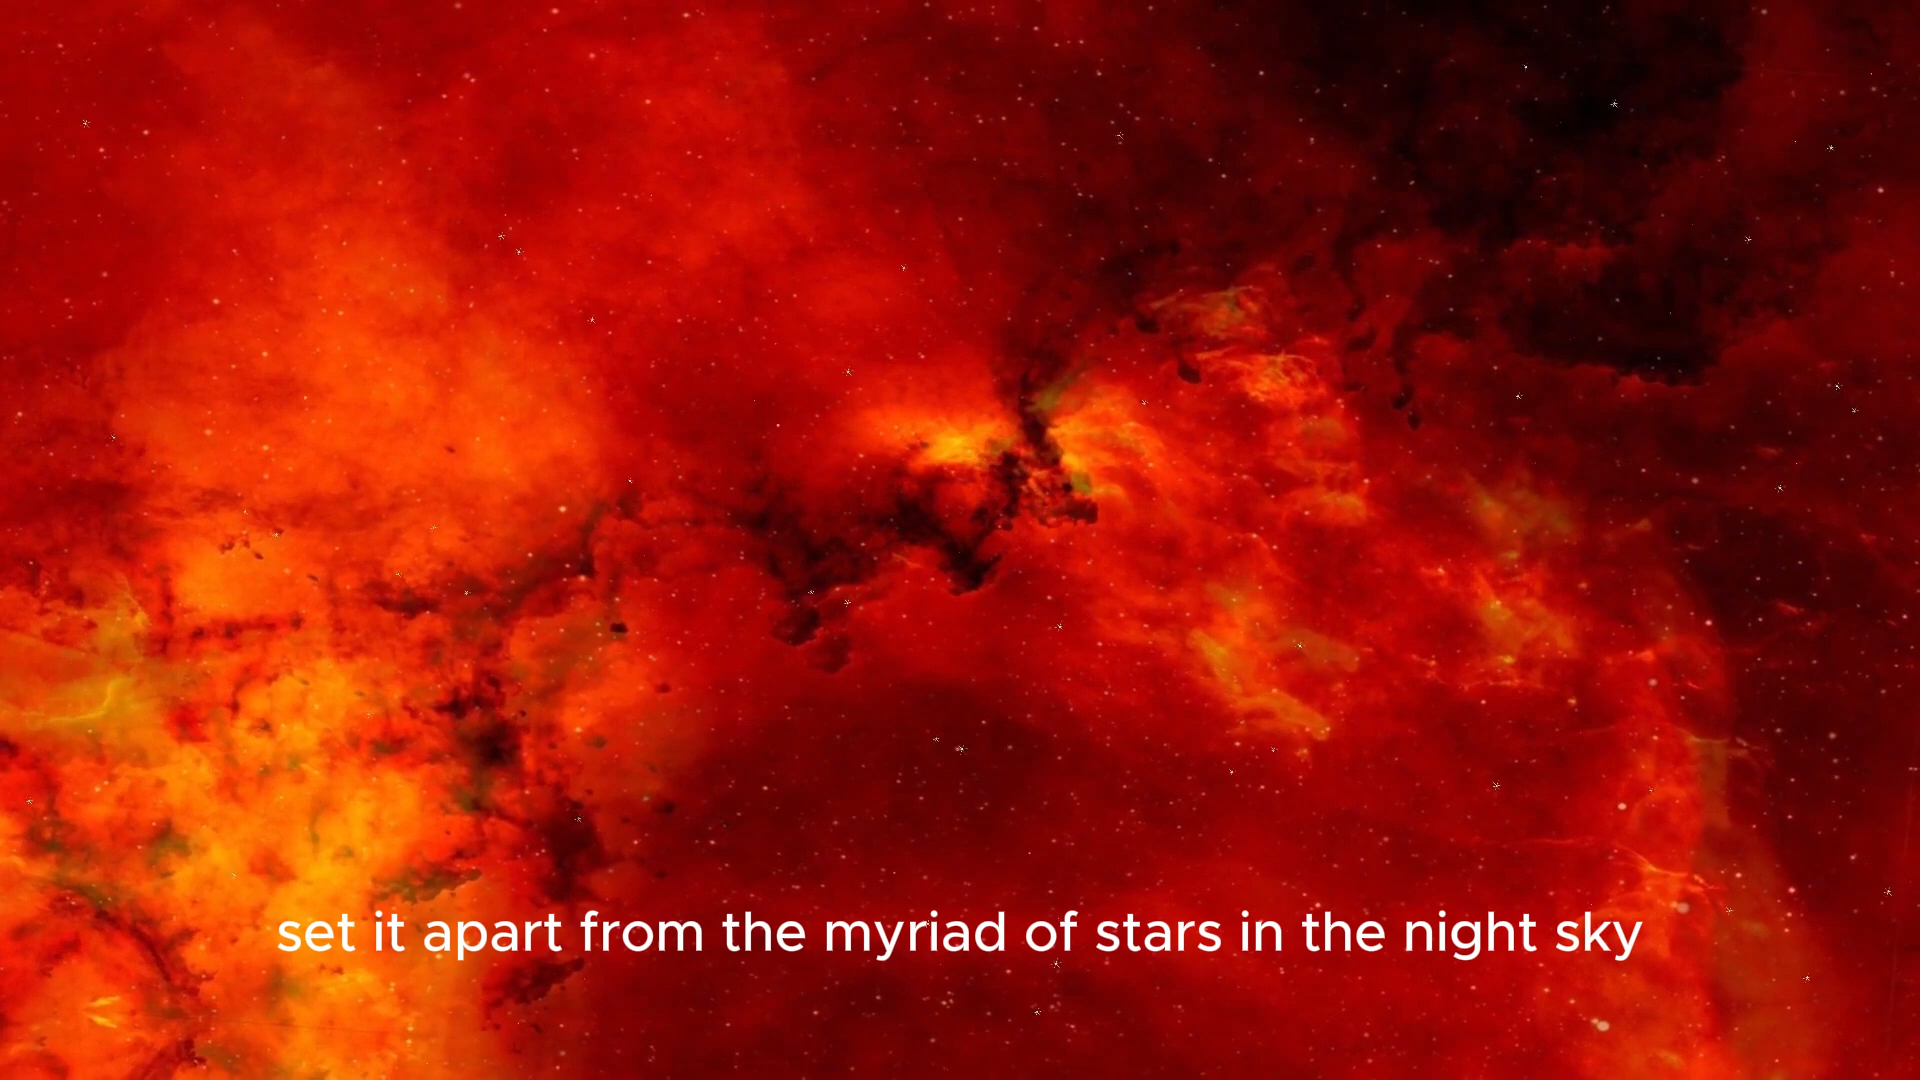 set it apart from the myriad of stars in the night sky